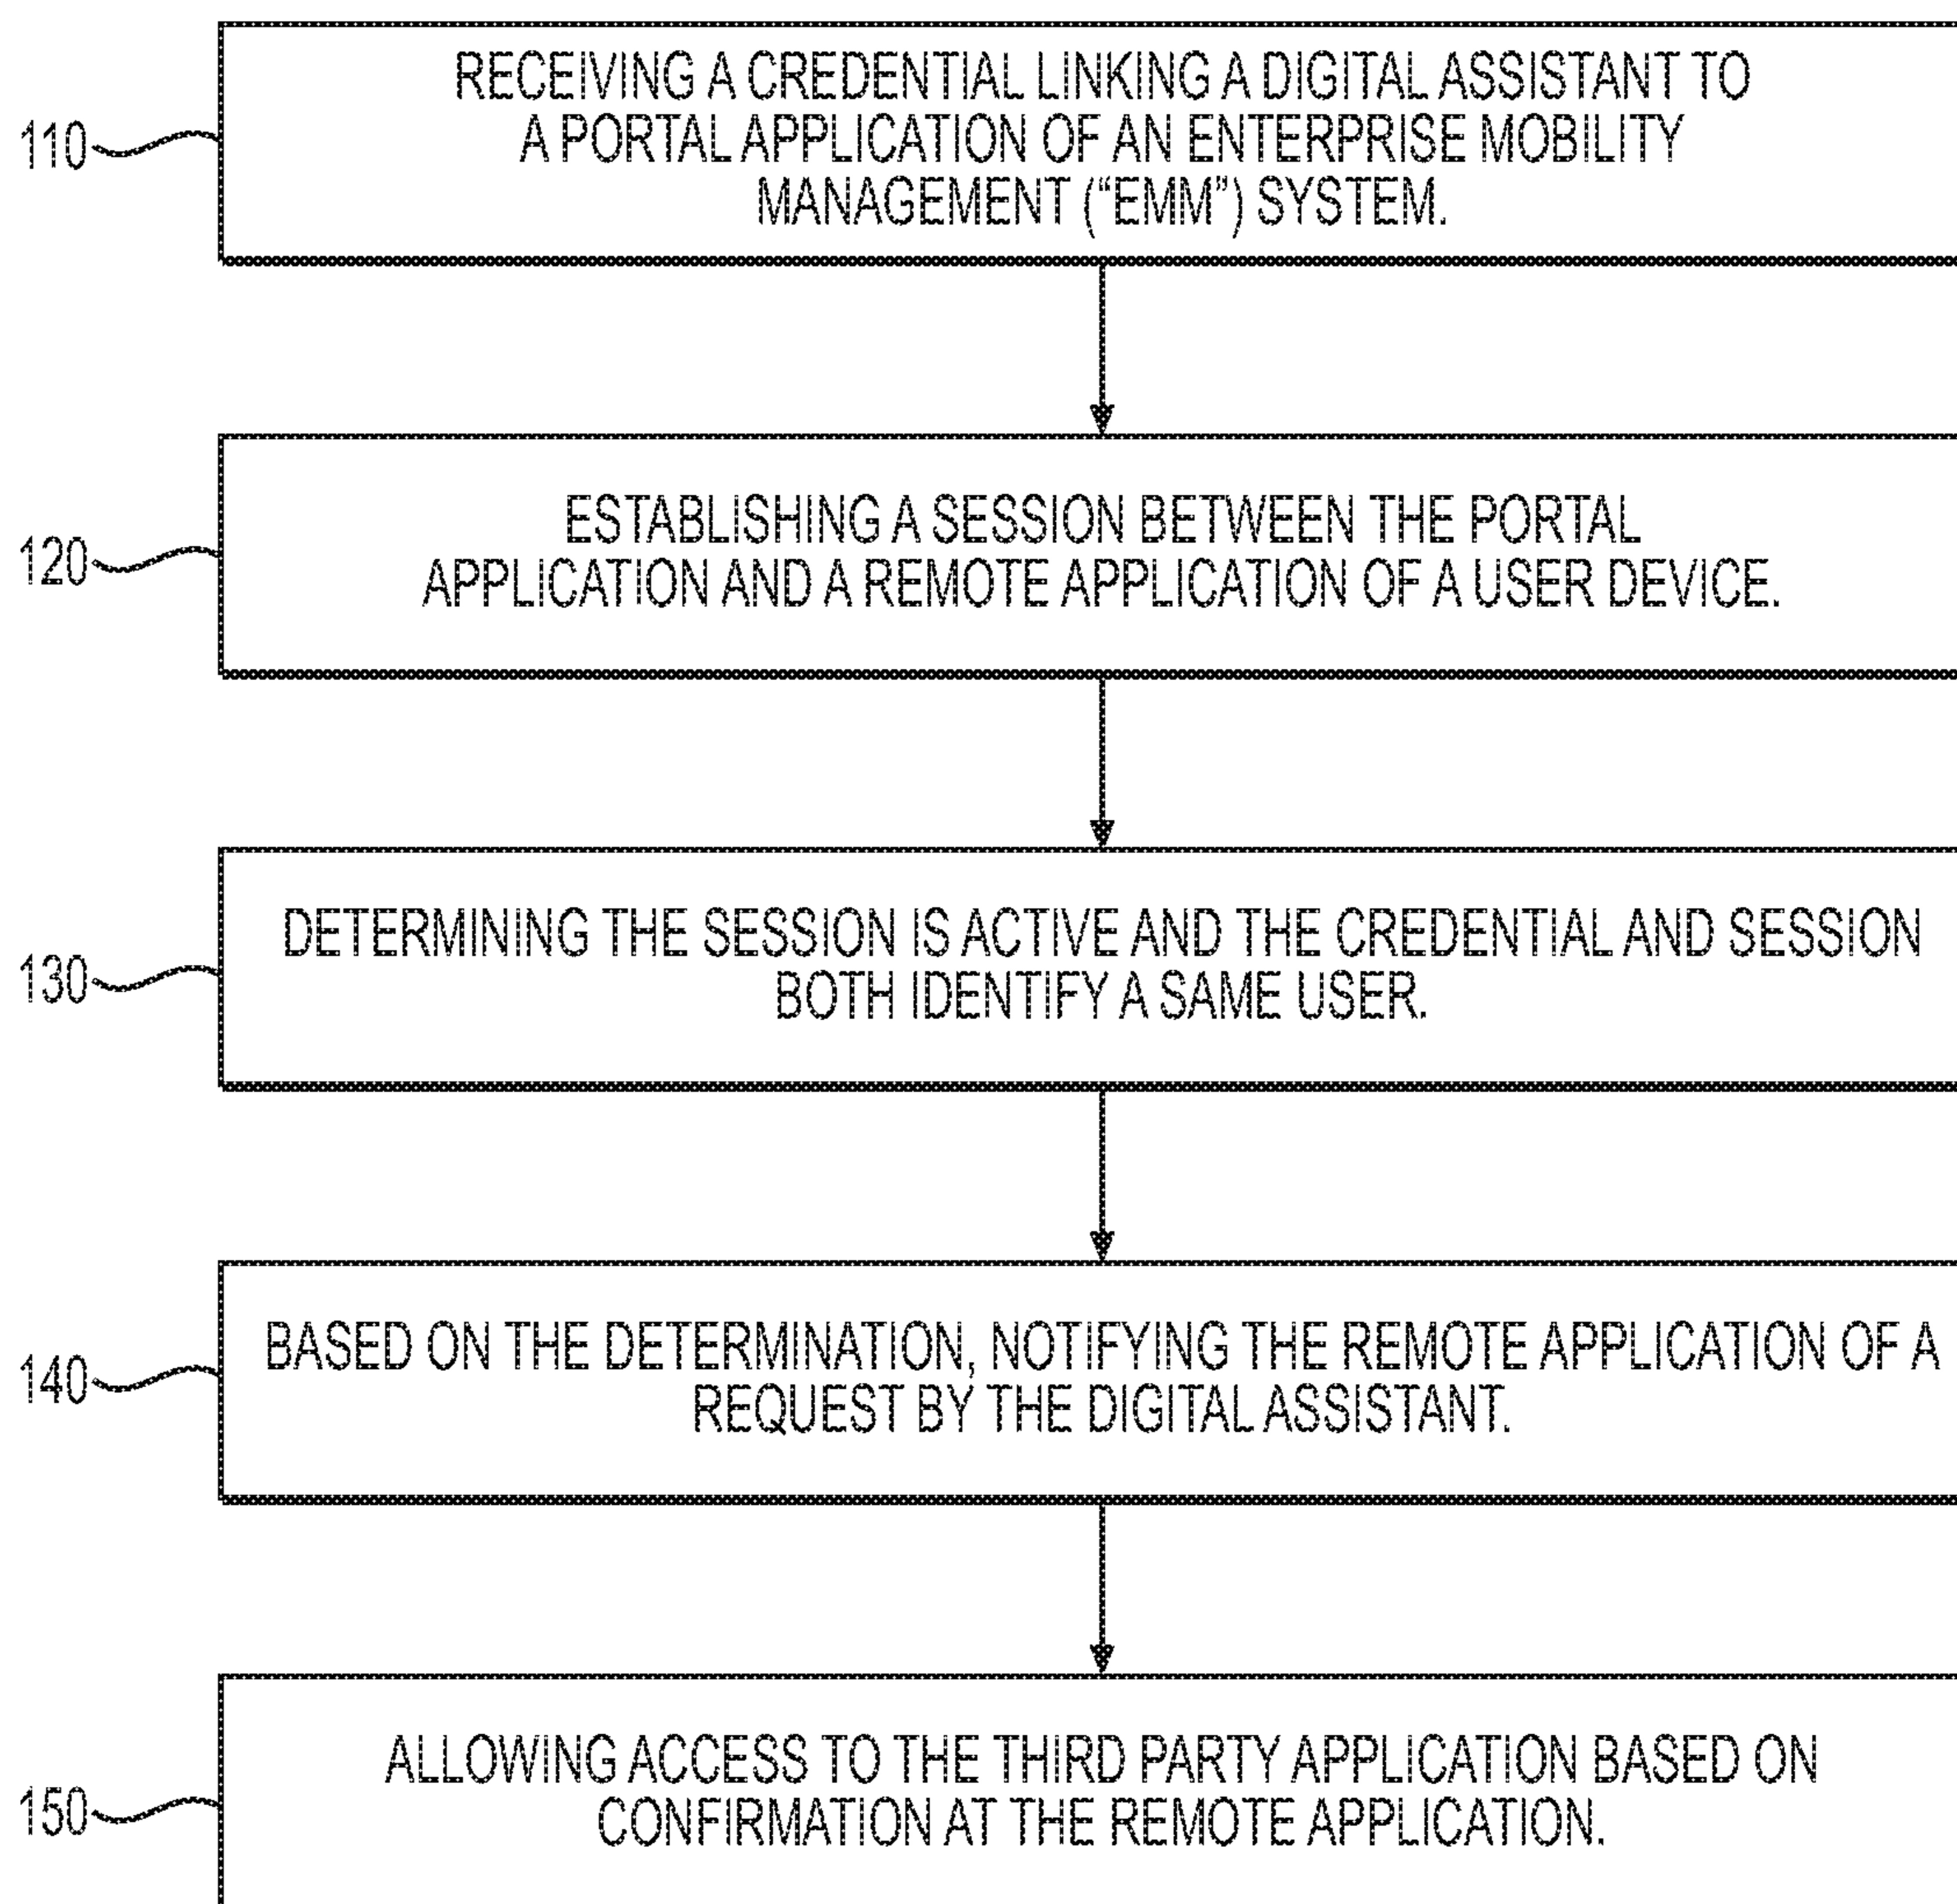 RECEIVING A CREDENTIAL LINKING A DIGITAL ASSISTANT TO
A PORTAL APPLICATION OF AN ENTERPRISE MOBILITY
110
MANAGEMENT (“EMM”) SYSTEM.
ESTABLISHING A SESSION BETWEEN THE PORTAL
120
APPLICATION AND A REMOTE APPLICATION OF A USER DEVICE.
DETERMINING THE SESSION IS ACTIVE AND THE CREDENTIAL AND SESSION
130
BOTH IDENTIFY A SAME USER.
BASED ON THE DETERMINATION, NOTIFYING THE REMOTE APPLICATION OF A
140
REQUEST BY THE DIGITAL ASSISTANT.
ALLOWING ACCESS TO THE THIRD PARTY APPLICATION BASED ON
150
CONFIRMATION AT THE REMOTE APPLICATION.